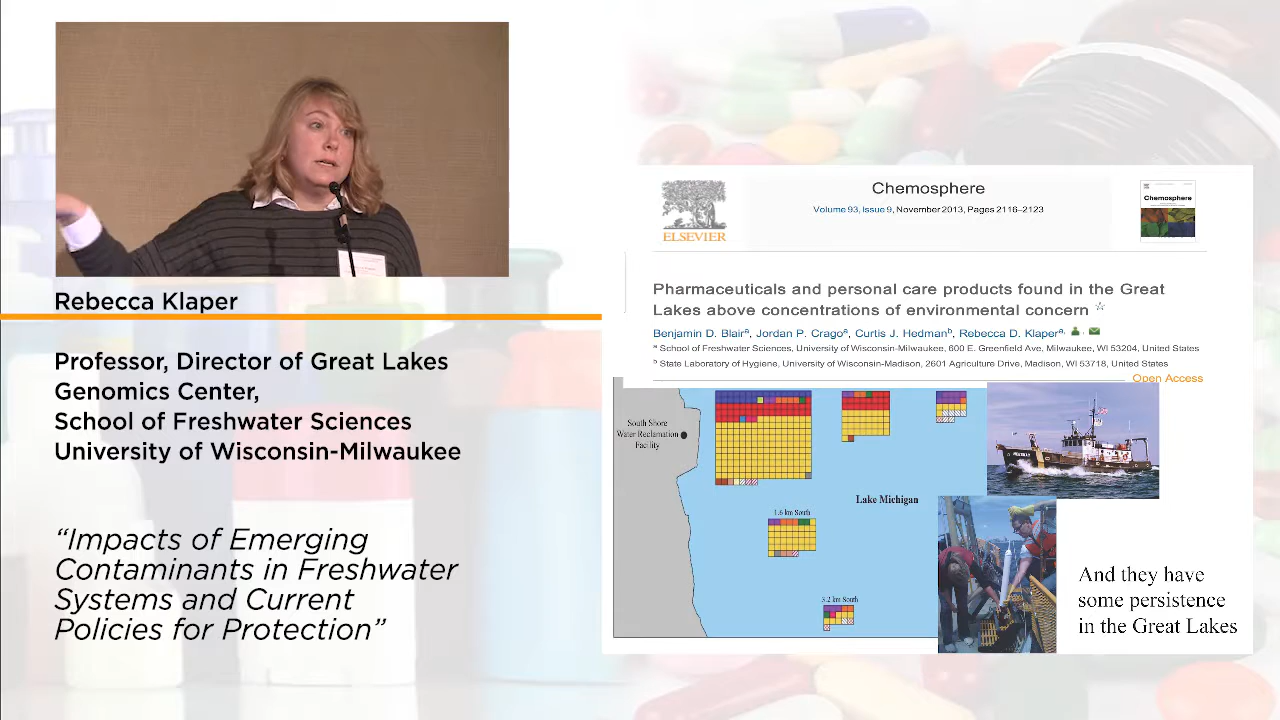 Rebecca Klaper
Professor, Director of Great Lakes
Genomics Center,
School of Freshwater Sciences
University of Wisconsin-Milwaukee
“Impacts of Emerging
Contaminants in Freshwater
Systems and Current
Policies for Protection”
ELSEVIER
Chemosphere
Volume 93, Issue 9, November 2013, Pages 2116–2123
Chemosphere
Pharmaceuticals and personal care products found in the Great
Lakes above concentrations of environmental concern ☆
Benjamin D. Blairᵃ, Jordan P. Cragoᵃ, Curtis J. Hedmanᵇ, Rebecca D. Klaperᵃ,
ᵃ School of Freshwater Sciences, University of Wisconsin-Milwaukee, 600 E. Greenfield Ave, Milwaukee, WI 53204, United States
ᵇ State Laboratory of Hygiene, University of Wisconsin-Madison, 2601 Agriculture Drive, Madison, WI 53718, United States
Open Access
South Shore
Water Reclamation
Facility
Lake Michigan
1.6 km South
3.2 km South
And they have
some persistence
in the Great Lakes